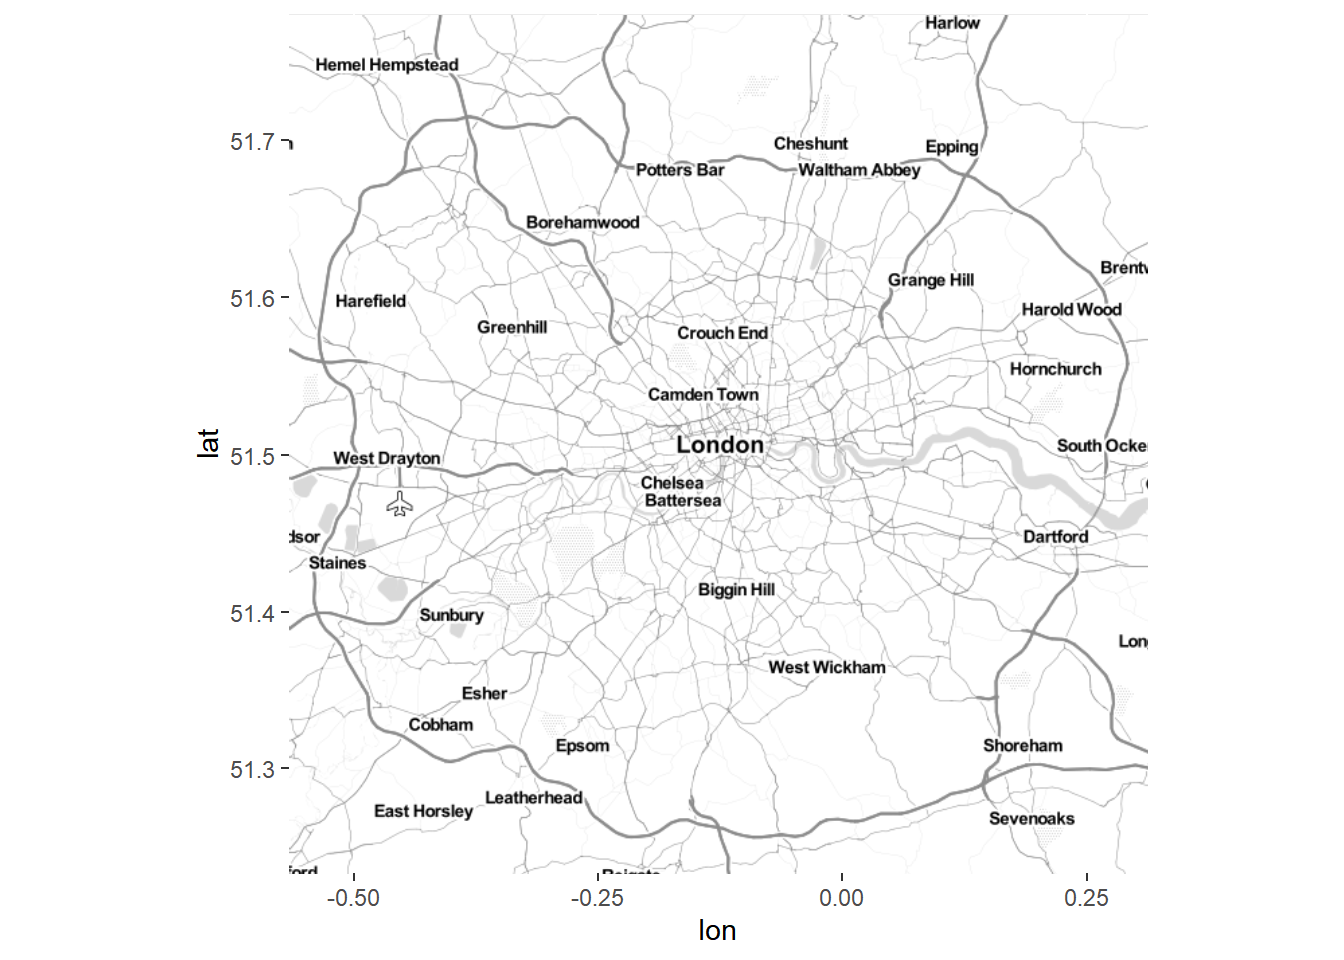 Harlow
Hemel Hempstead
51.7
Cheshunt
Epping
Potters Bar
Waltham Abbey
Borehamwood
Brentw
Grange Hill
51.6
Harefield
Harold Wood
Greenhill
Crouch End
Hornchurch
Camden Town
lat
London
South Ocke
51.5
West Drayton
Chelsea
Battersea
dsor
Dartford
Staines
Biggin Hill
51.4
Sunbury
Lon
West Wickham
Esher
Cobham
Epsom
Shoreham
51.3
Leatherhead
East Horsley
Sevenoaks
ford
Reigate
-0.50
-0.25
0.00
0.25
lon